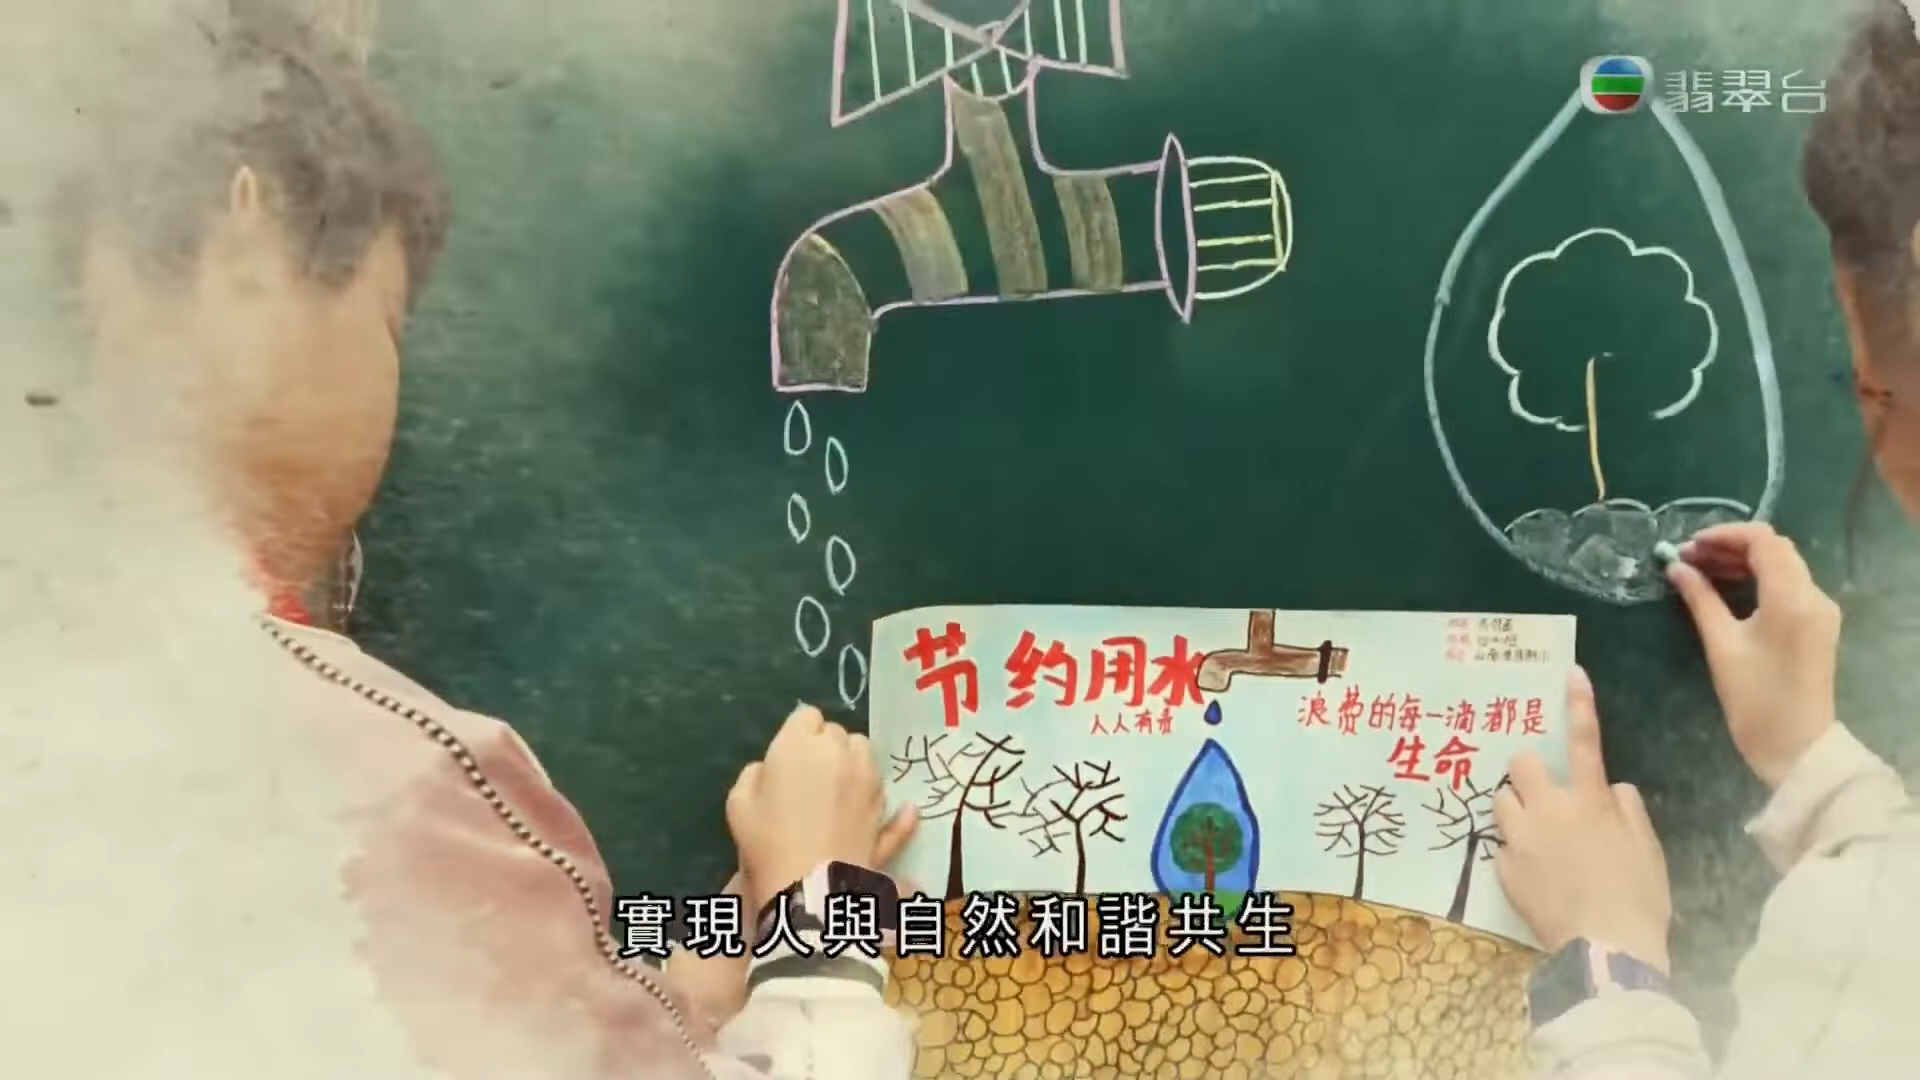 翡翠台
节约用水
人人有责
浪费的每一滴都是
生命
實現人與自然和諧共生